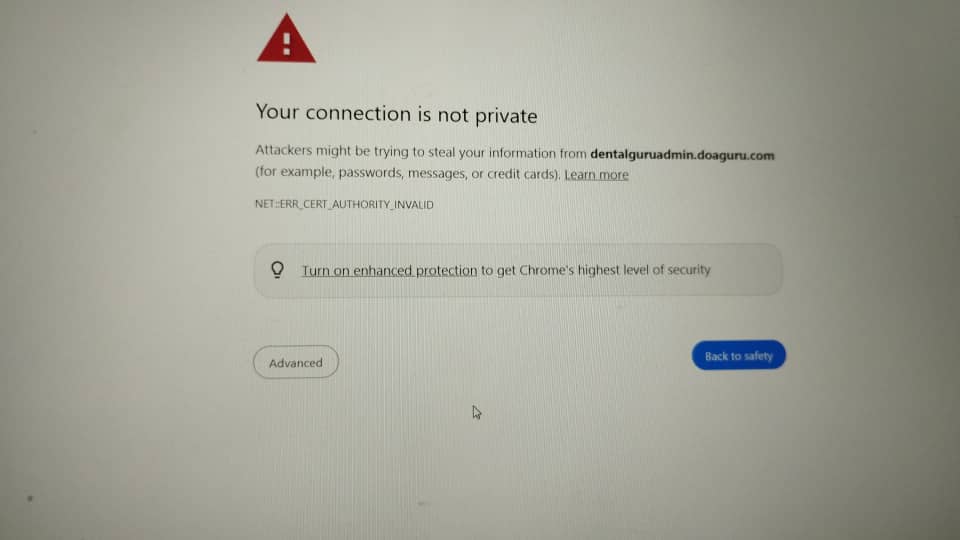 Your connection is not private
Attackers might be trying to steal your information from dentalguruadmin.doaguru.com
(for example, passwords, messages, or credit cards). Learn more
NET::ERR_CERT_AUTHORITY_INVALID
Turn on enhanced protection to get Chrome's highest level of security
Advanced
Back to safety